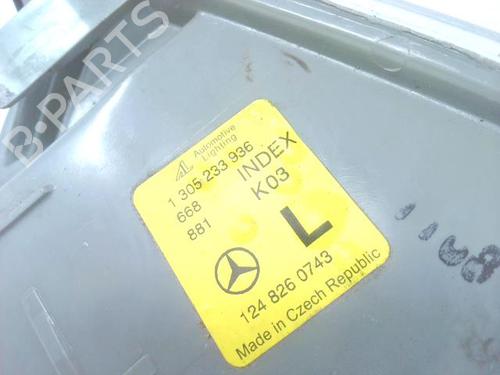 B-PARTS
Automotive
Lighting
1 305 233 936
668 INDEX
881 K03
L
124 826 0743
Made in Czech Republic